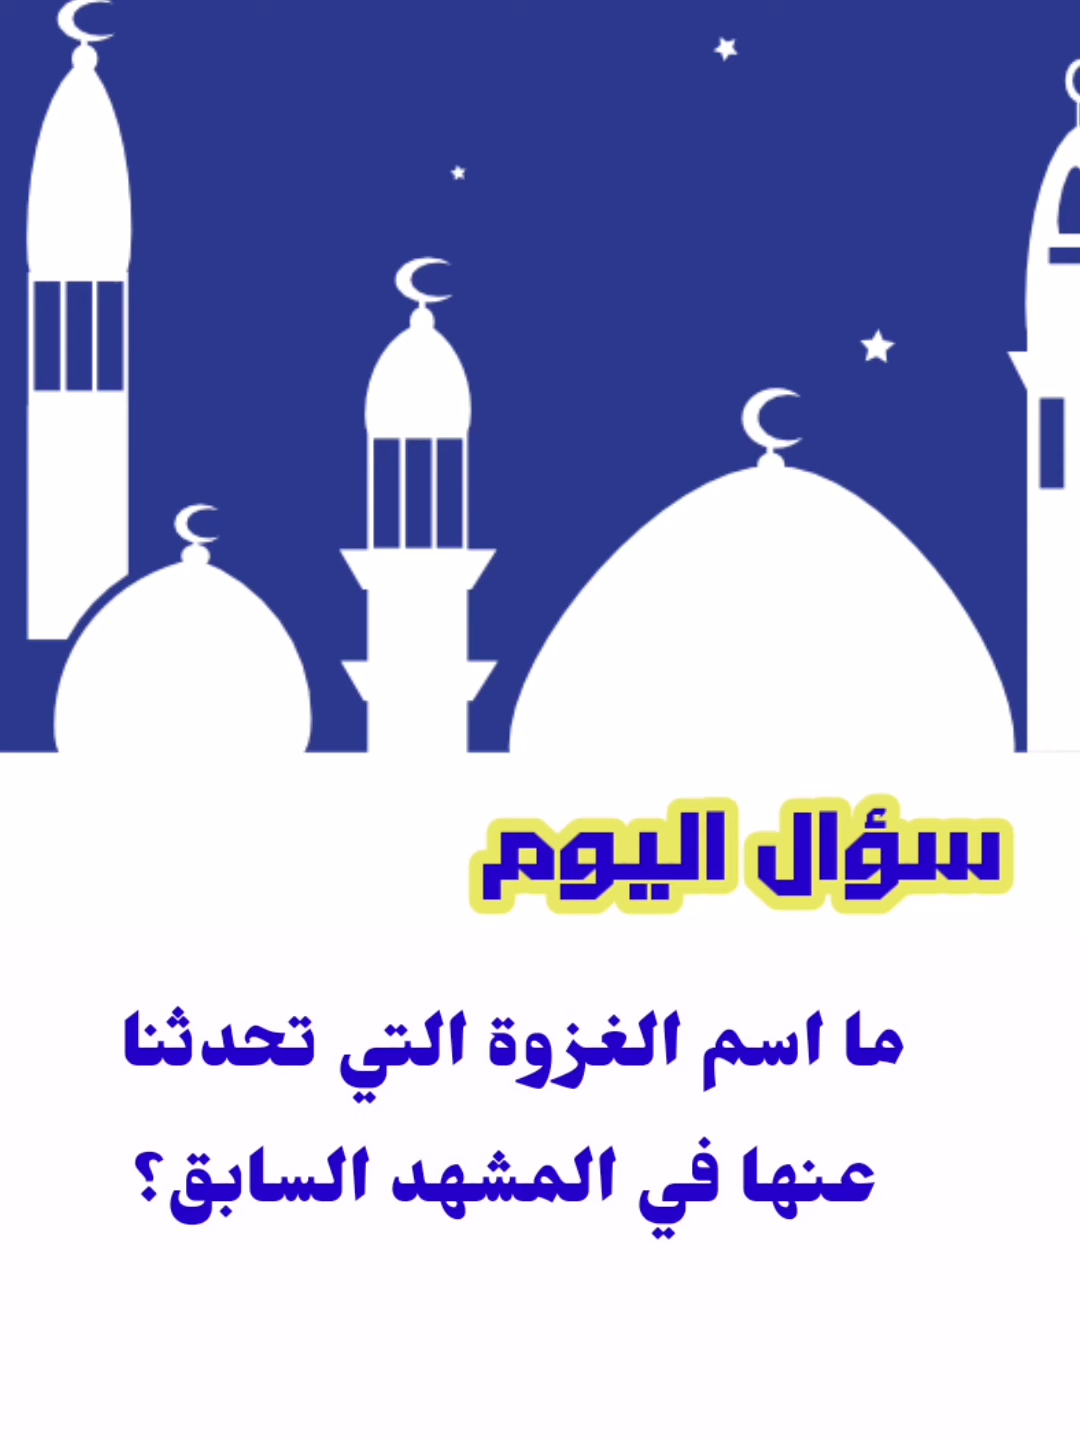 سؤال اليوم
ما اسم الغزوة التي تحدثنا
عنها في المشهد السابق؟